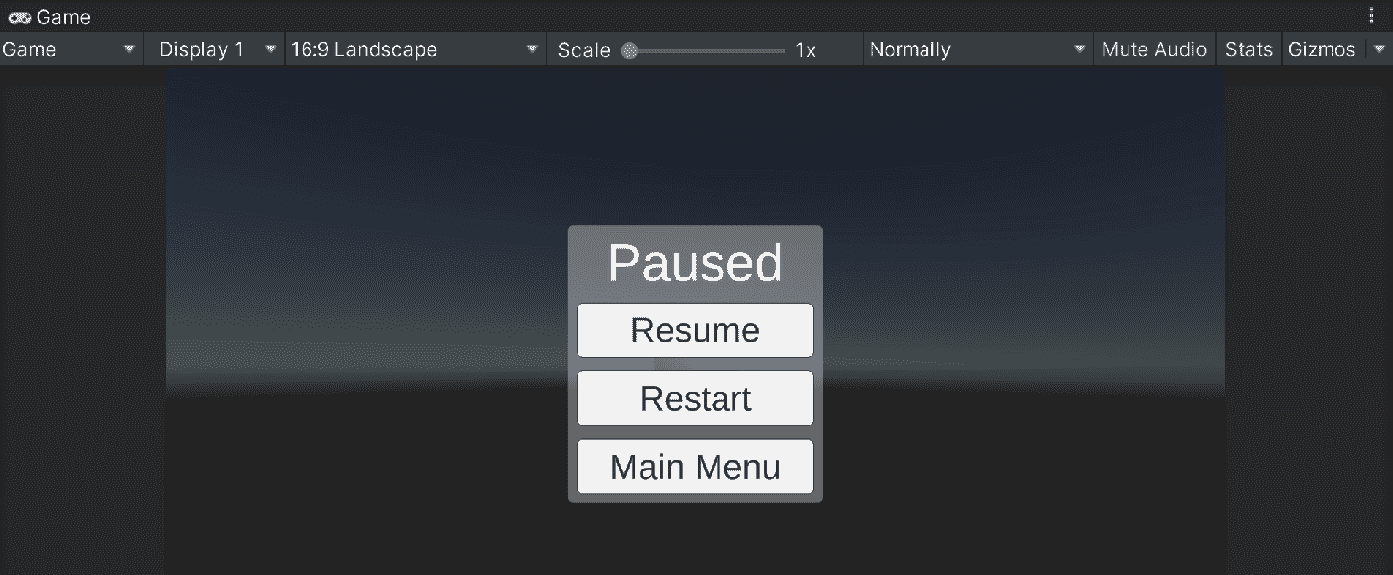 Game
Game Display 1 16:9 Landscape Scale 1x Normally Mute Audio Stats Gizmos
Paused
Resume
Restart
Main Menu